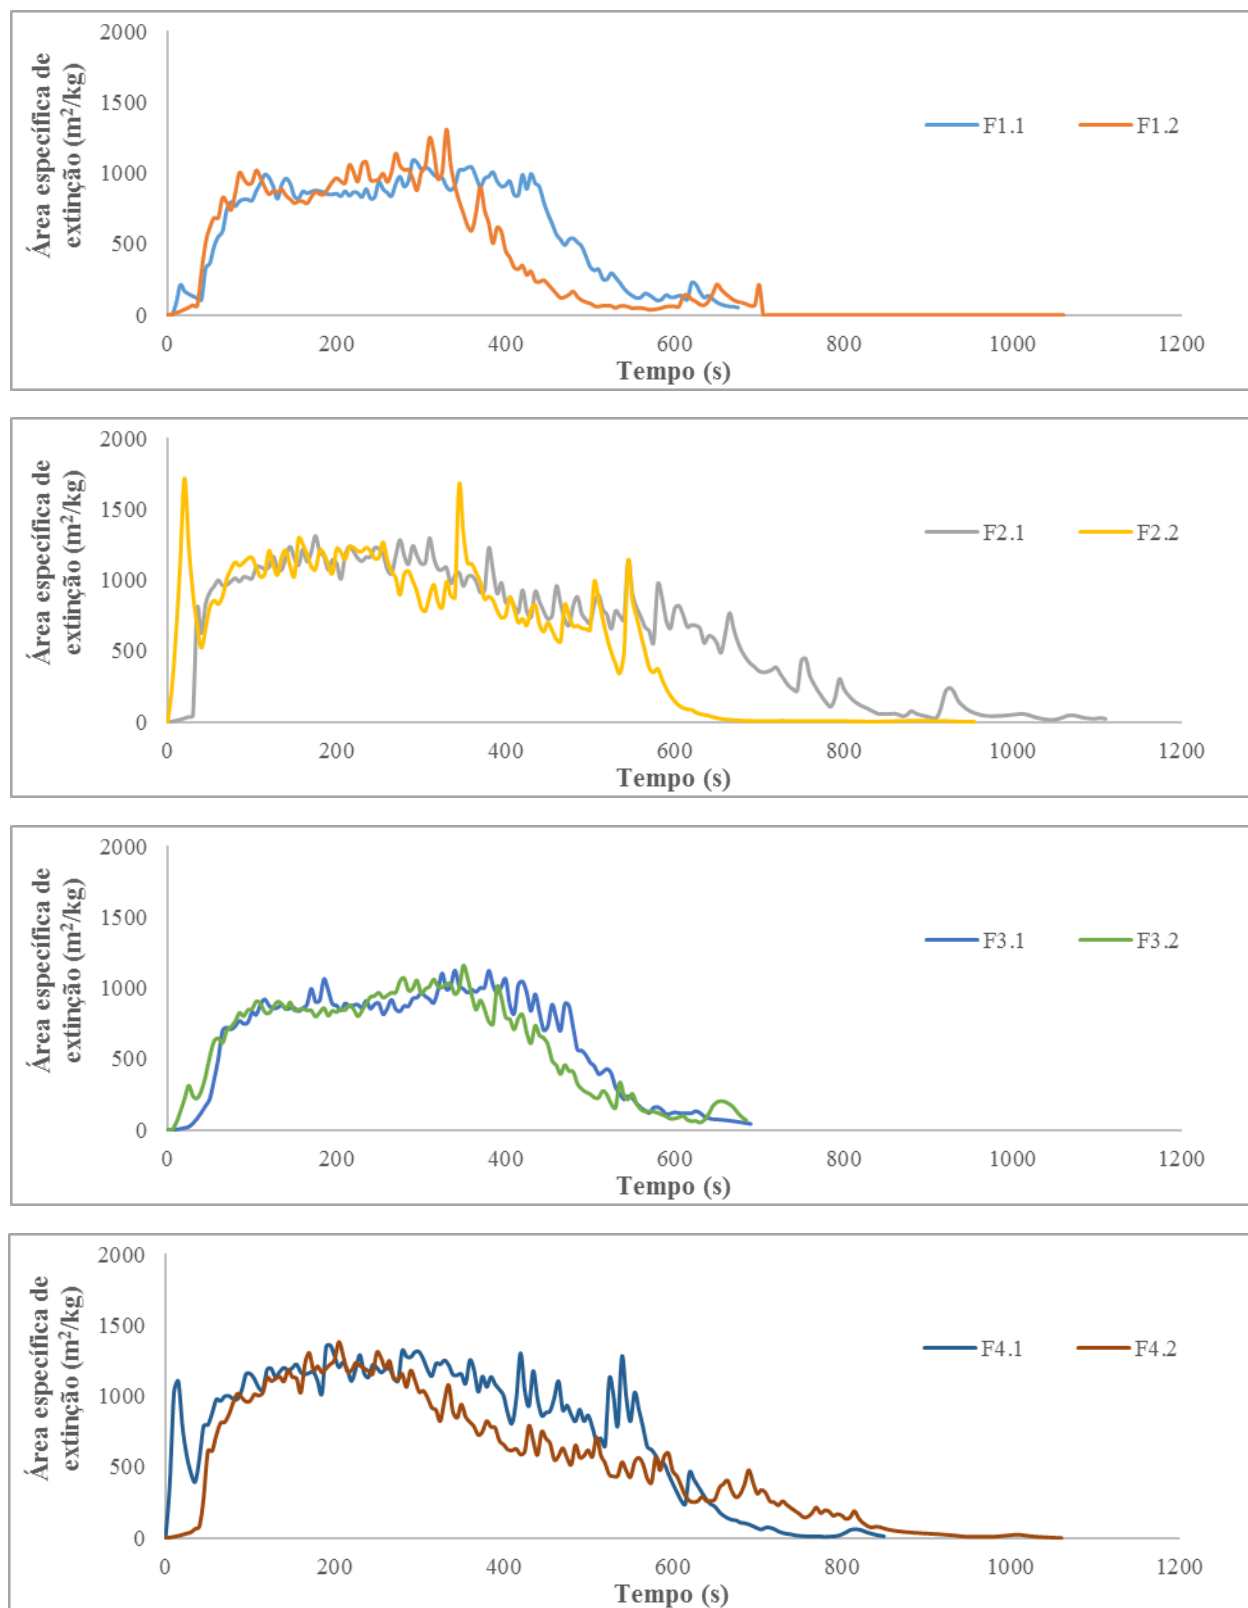 2000
1500
1000
500
0
Área específica de
extinção (m²/kg)
F1.1 F1.2
0 200 400 600 800 1000 1200
Tempo (s)
2000
1500
1000
500
0
Área específica de
extinção (m²/kg)
F2.1 F2.2
0 200 400 600 800 1000 1200
Tempo (s)
2000
1500
1000
500
0
Área específica de
extinção (m²/kg)
F3.1 F3.2
0 200 400 600 800 1000 1200
Tempo (s)
2000
1500
1000
500
0
Área específica de
extinção (m²/kg)
F4.1 F4.2
0 200 400 600 800 1000 1200
Tempo (s)